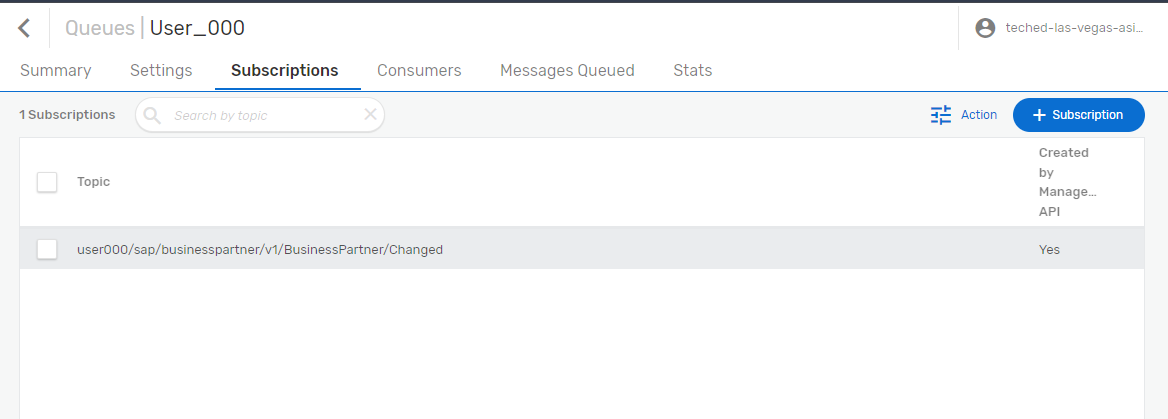 Queues | User_000
teched-las-vegas-asi...
Summary
Settings
Subscriptions
Consumers
Messages Queued
Stats
1 Subscriptions
Search by topic
Action
+ Subscription
Topic
Created
by
Manage...
API
user000/sap/businesspartner/v1/BusinessPartner/Changed
Yes